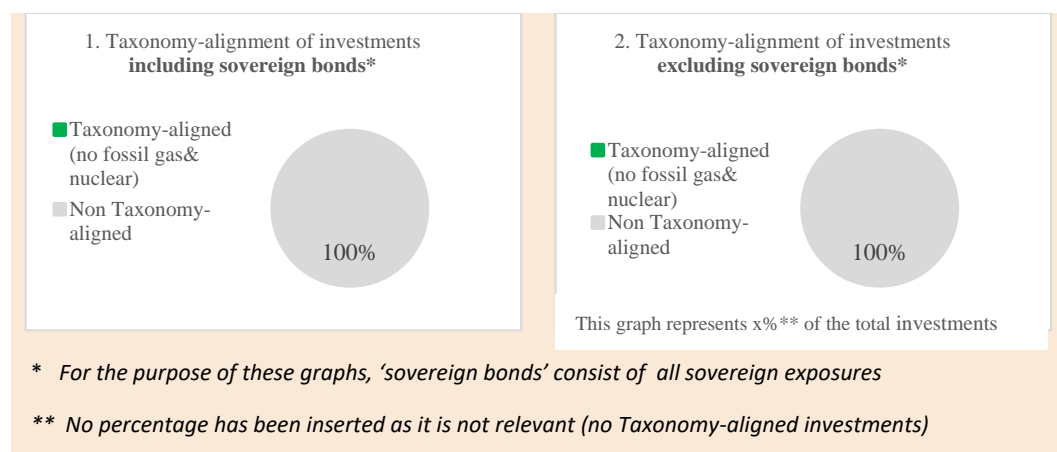 1. Taxonomy-alignment of investments
including sovereign bonds*
Taxonomy-aligned
(no fossil gas&
nuclear)
Non Taxonomy-
aligned
100%
2. Taxonomy-alignment of investments
excluding sovereign bonds*
Taxonomy-aligned
(no fossil gas&
nuclear)
Non Taxonomy-
aligned
100%
This graph represents x%** of the total investments
* For the purpose of these graphs, ‘sovereign bonds’ consist of all sovereign exposures
** No percentage has been inserted as it is not relevant (no Taxonomy-aligned investments)